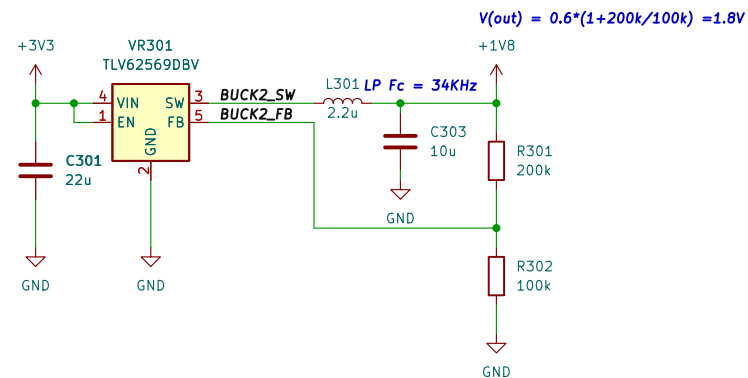 V(out) = 0.6*(1+200k/100k) =1.8V
+3V3
VR301
TLV62569DBV
+1V8
4 VIN
SW 3
BUCK2_SW
L301
2.2u
LP Fc = 34KHz
1 EN
FB 5
BUCK2_FB
GND
2
C301
22u
C303
10u
R301
200k
GND
R302
100k
GND
GND
GND